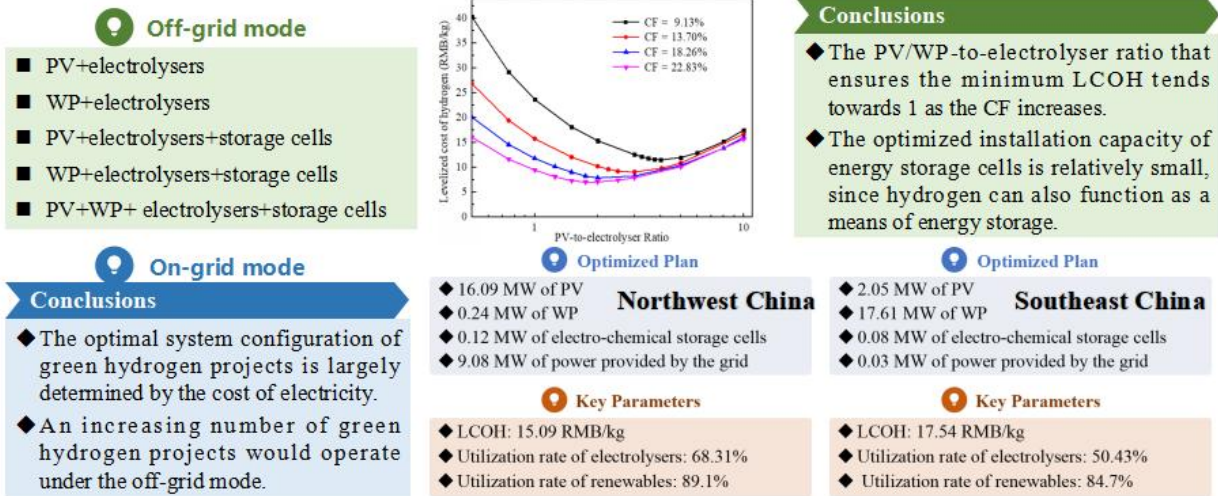 Off-grid mode
■ PV+electrolysers
■ WP+electrolysers
■ PV+electrolysers+storage cells
■ WP+electrolysers+storage cells
■ PV+WP+ electrolysers+storage cells
Levelized cost of hydrogen (RMB/kg)
40
35
30
25
20
15
10
5
0
CF = 9.13%
CF = 13.70%
CF = 18.26%
CF = 22.83%
1
10
PV-to-electrolyser Ratio
Conclusions
◆ The PV/WP-to-electrolyser ratio that
ensures the minimum LCOH tends
towards 1 as the CF increases.
◆ The optimized installation capacity of
energy storage cells is relatively small,
since hydrogen can also function as a
means of energy storage.
On-grid mode
Conclusions
◆ The optimal system configuration of
green hydrogen projects is largely
determined by the cost of electricity.
◆ An increasing number of green
hydrogen projects would operate
under the off-grid mode.
Optimized Plan
Northwest China
◆ 16.09 MW of PV
◆ 0.24 MW of WP
◆ 0.12 MW of electro-chemical storage cells
◆ 9.08 MW of power provided by the grid
Key Parameters
◆ LCOH: 15.09 RMB/kg
◆ Utilization rate of electrolysers: 68.31%
◆ Utilization rate of renewables: 89.1%
Optimized Plan
Southeast China
◆ 2.05 MW of PV
◆ 17.61 MW of WP
◆ 0.08 MW of electro-chemical storage cells
◆ 0.03 MW of power provided by the grid
Key Parameters
◆ LCOH: 17.54 RMB/kg
◆ Utilization rate of electrolysers: 50.43%
◆ Utilization rate of renewables: 84.7%